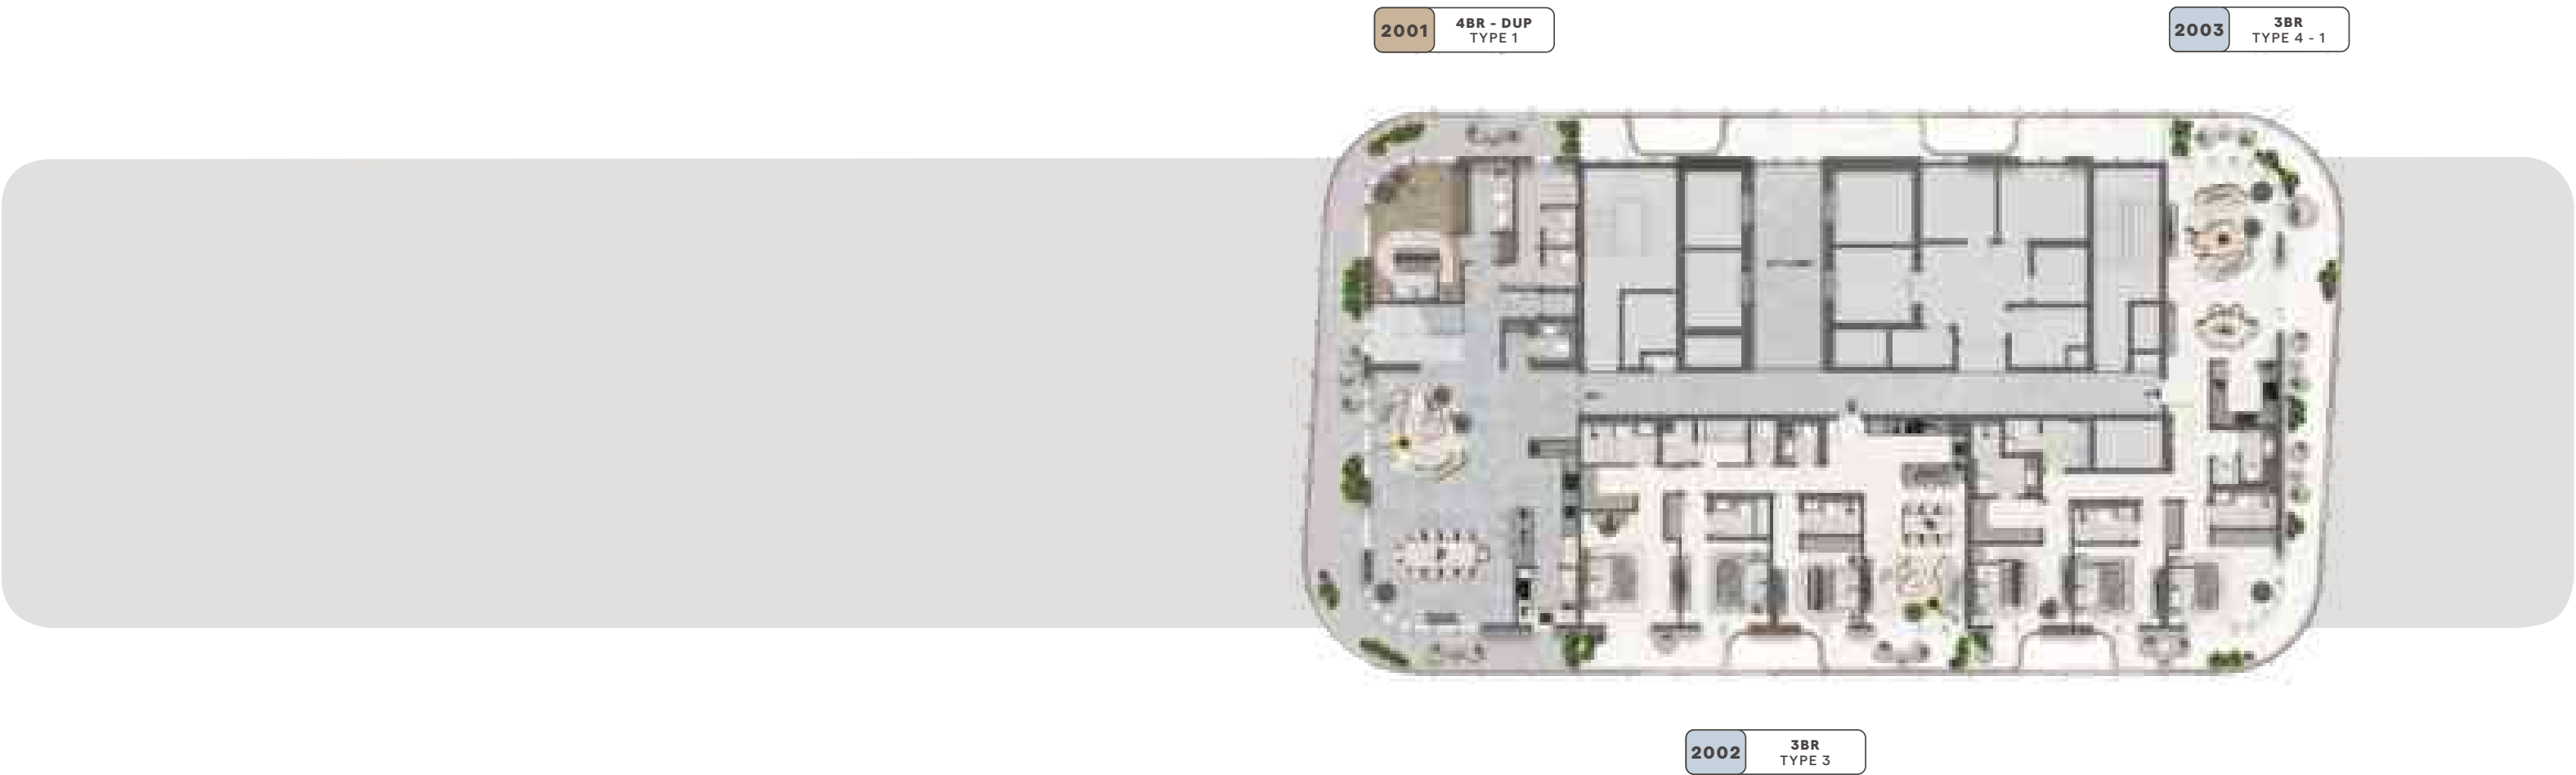 2001
4BR - DUP
TYPE 1
2003
3BR
TYPE 4 - 1
2002
3BR
TYPE 3